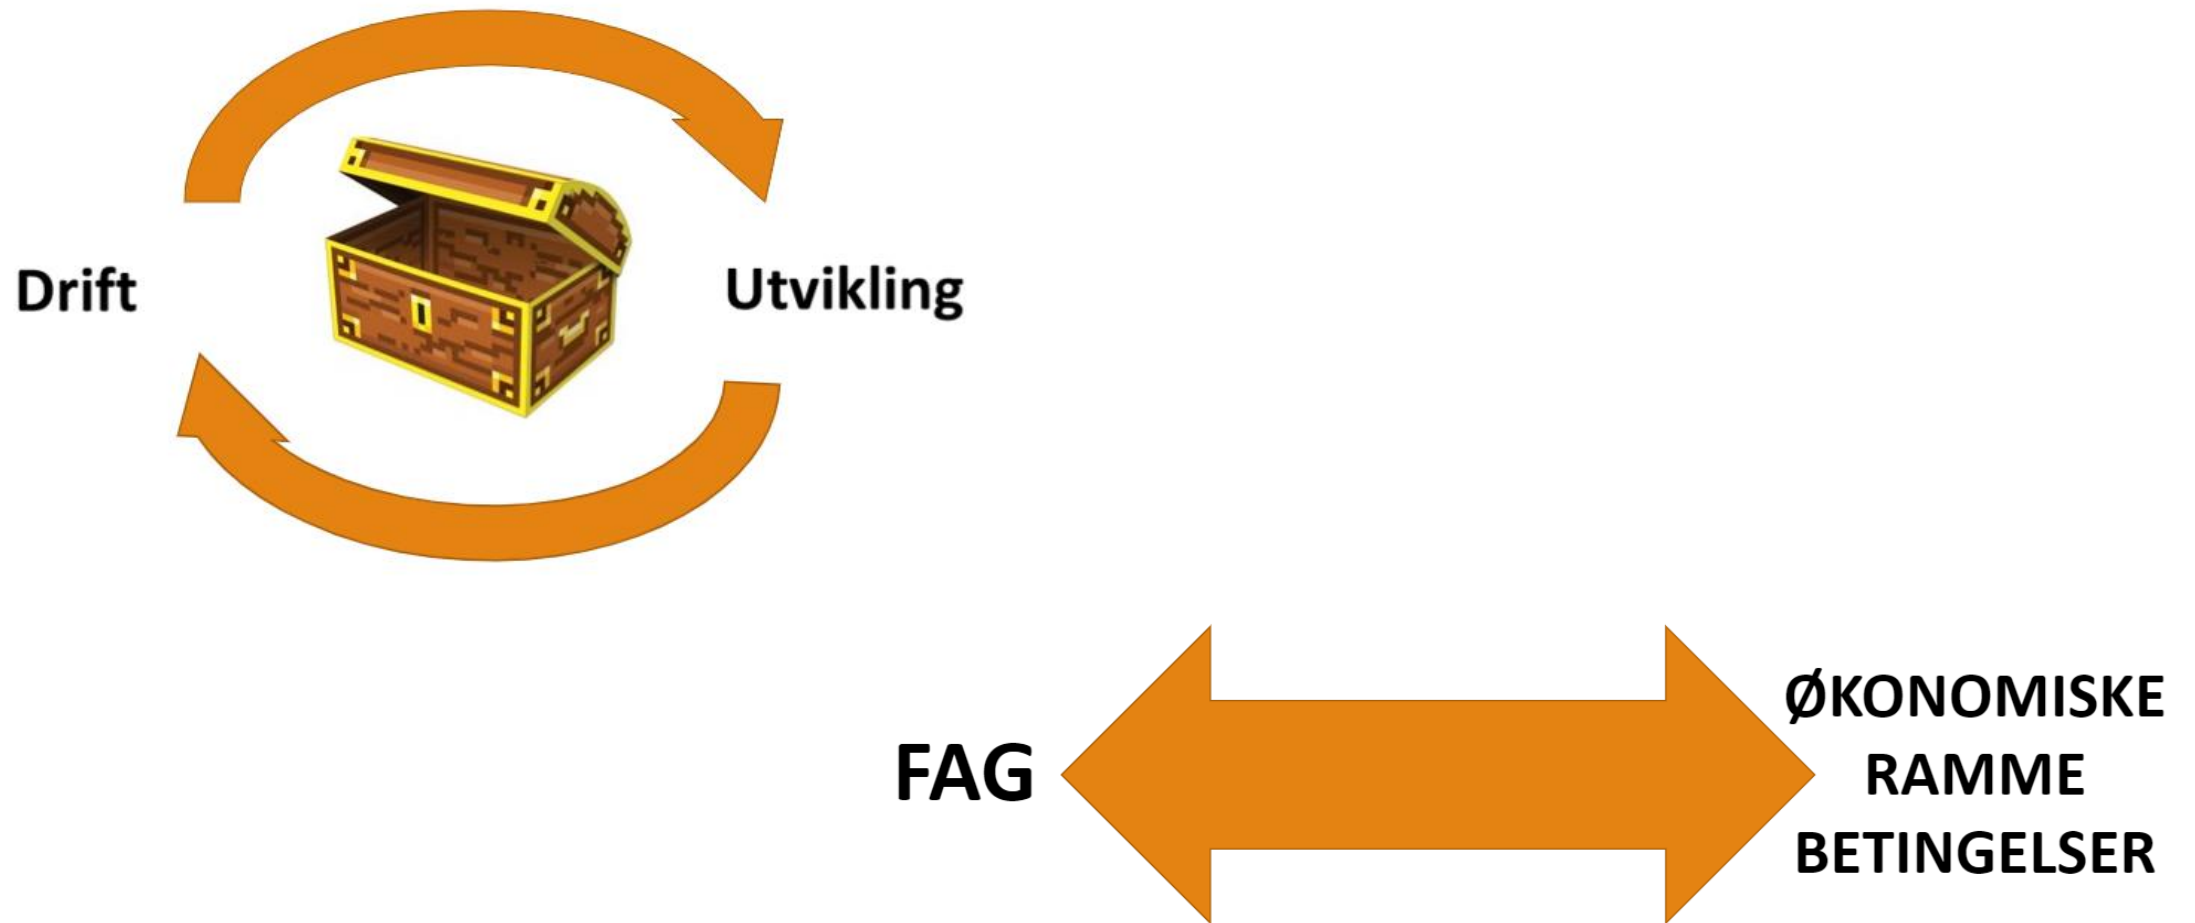 Drift
Utvikling
FAG
ØKONOMISKE
RAMME
BETINGELSER